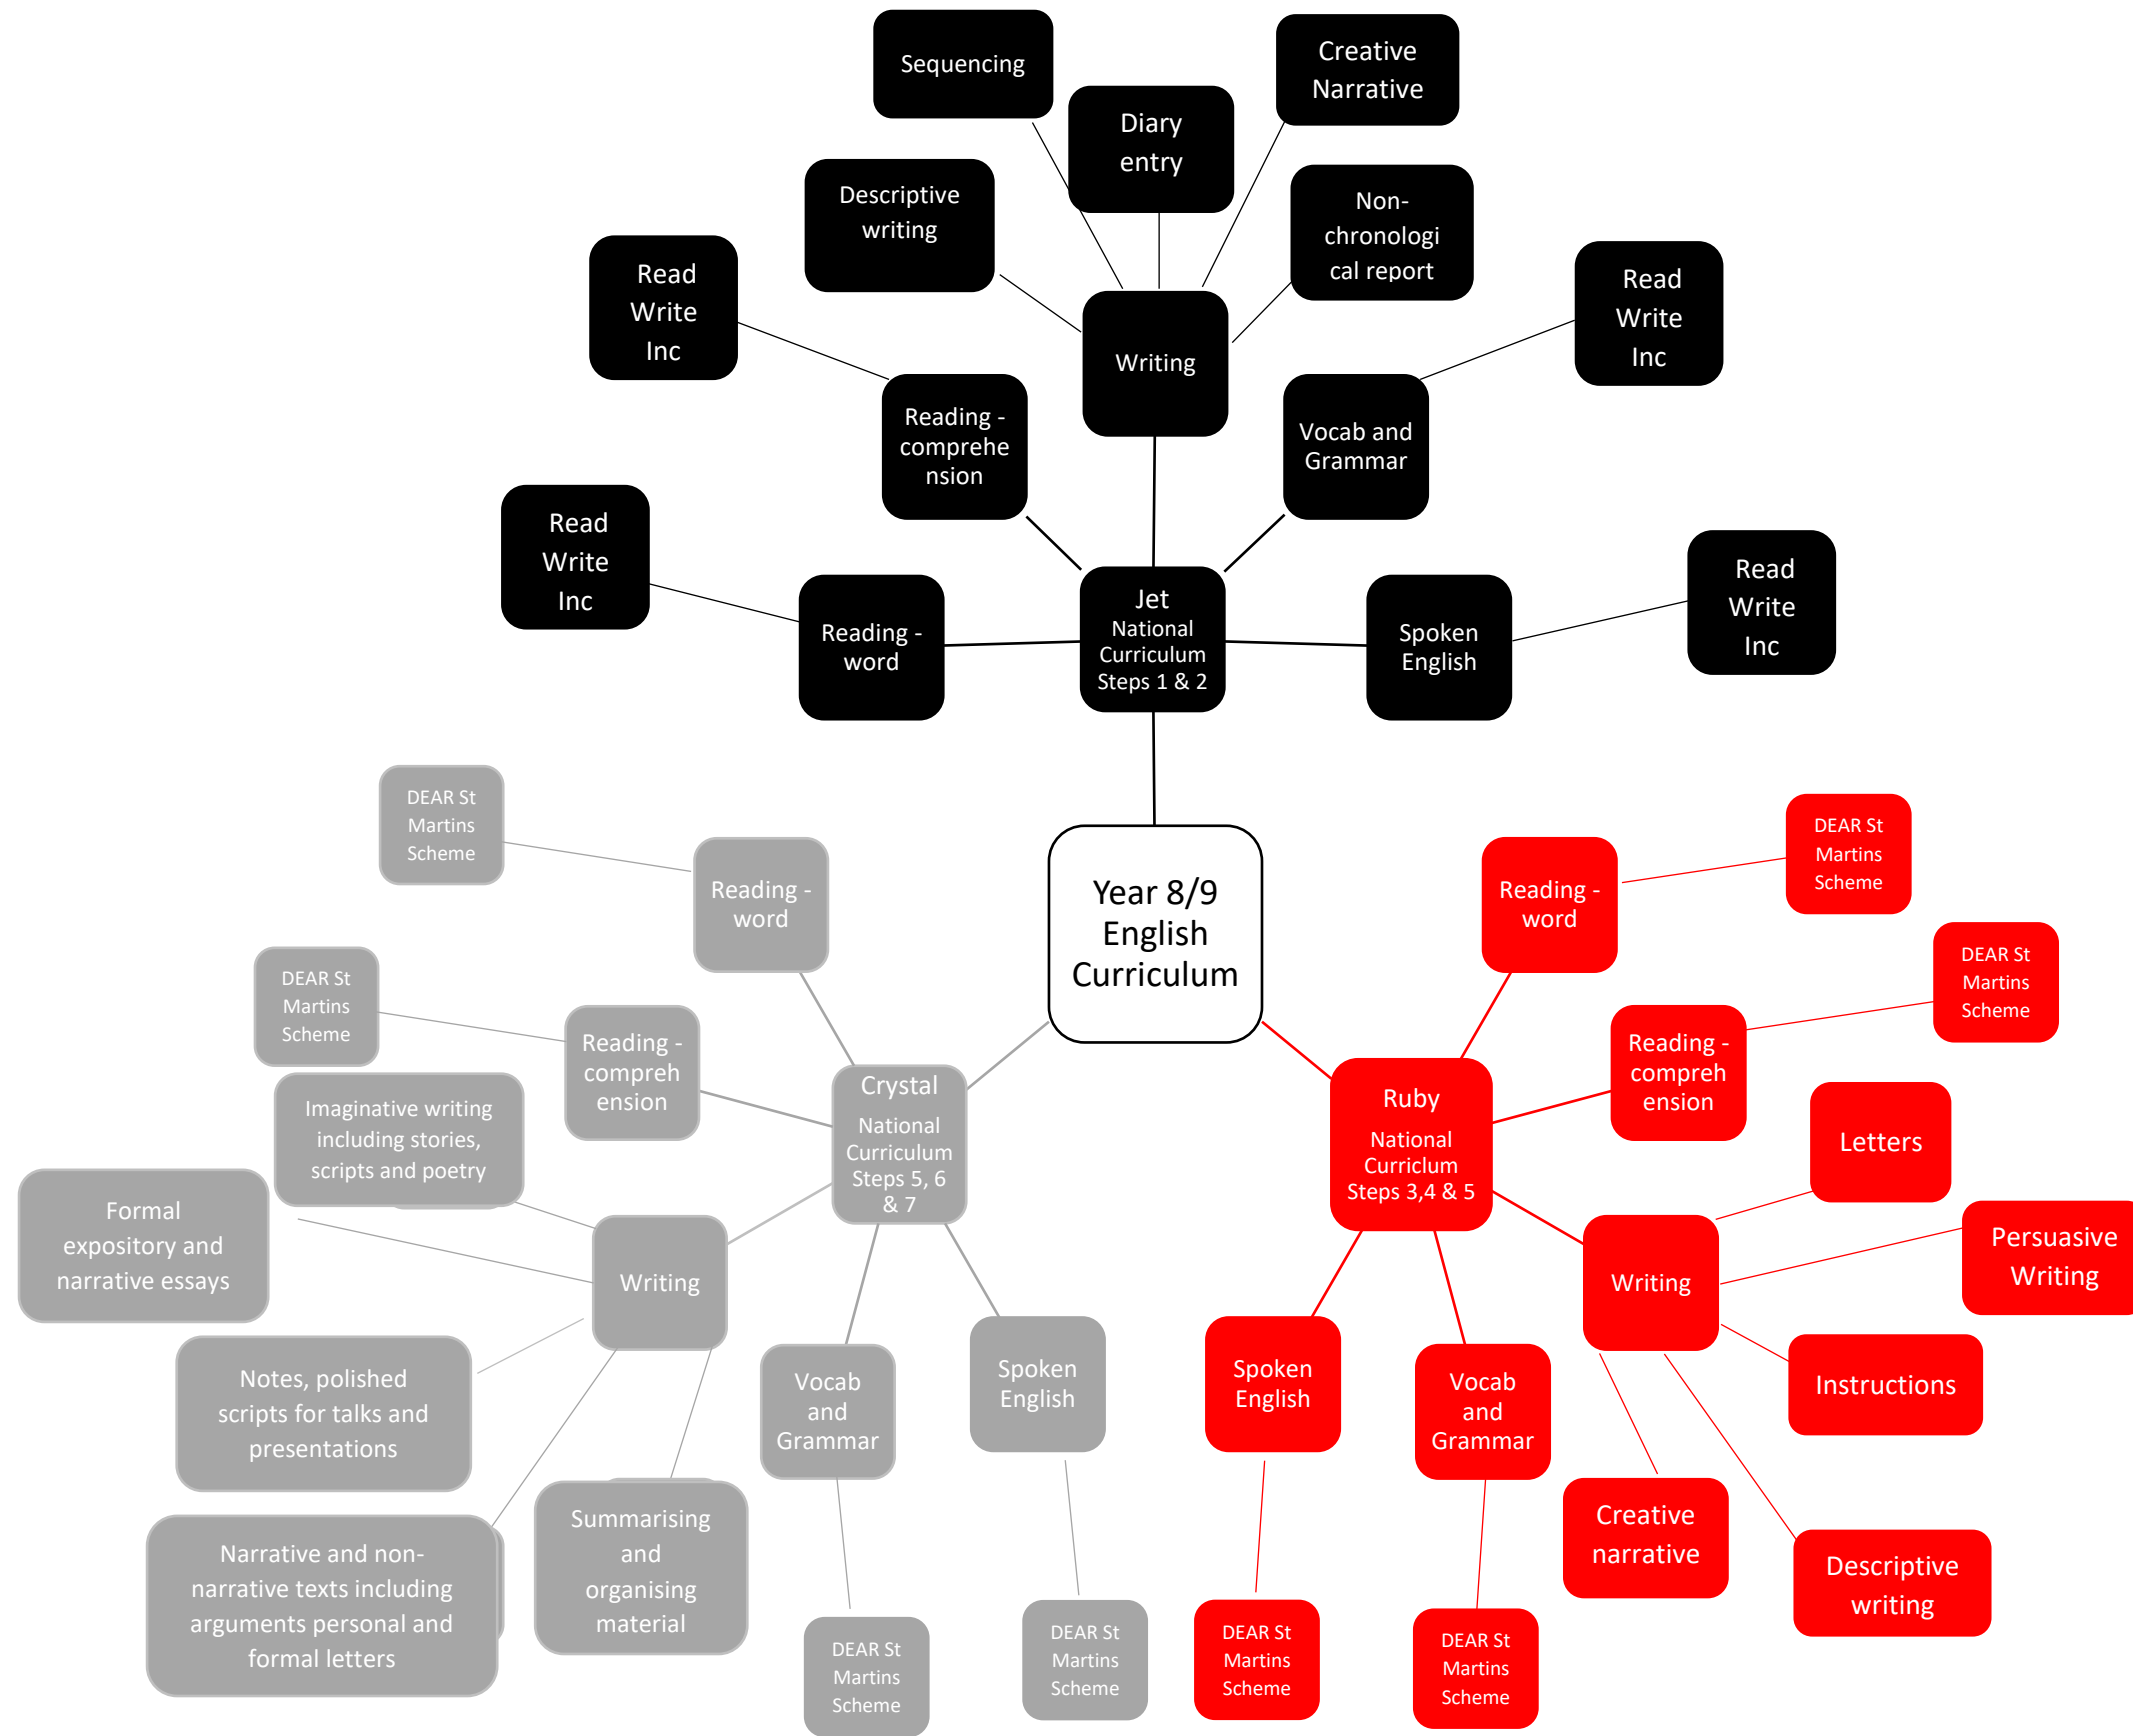 Sequencing
Creative
Narrative
Diary
entry
Descriptive
writing
Non-
chronologi
cal report
Read
Write
Inc
Read
Write
Inc
Writing
Reading -
comprehe
nsion
Vocab and
Grammar
Read
Write
Inc
Read
Write
Inc
Reading -
word
Jet
National
Curriculum
Steps 1 & 2
Spoken
English
DEAR St
Martins
Scheme
Reading -
word
Year 8/9
English
Curriculum
Reading -
word
DEAR St
Martins
Scheme
DEAR St
Martins
Scheme
Reading -
compreh
ension
Crystal
National
Curriculum
Steps 5, 6
& 7
Ruby
National
Curriclum
Steps 3,4 & 5
Reading -
compreh
ension
DEAR St
Martins
Scheme
Imaginative writing
including stories,
scripts and poetry
Letters
Formal
expository and
narrative essays
Writing
Writing
Persuasive
Writing
Notes, polished
scripts for talks and
presentations
Vocab
and
Grammar
Spoken
English
Spoken
English
Vocab
and
Grammar
Instructions
Narrative and non-
narrative texts including
arguments personal and
formal letters
Summarising
and
organising
material
Creative
narrative
Descriptive
writing
DEAR St
Martins
Scheme
DEAR St
Martins
Scheme
DEAR St
Martins
Scheme
DEAR St
Martins
Scheme